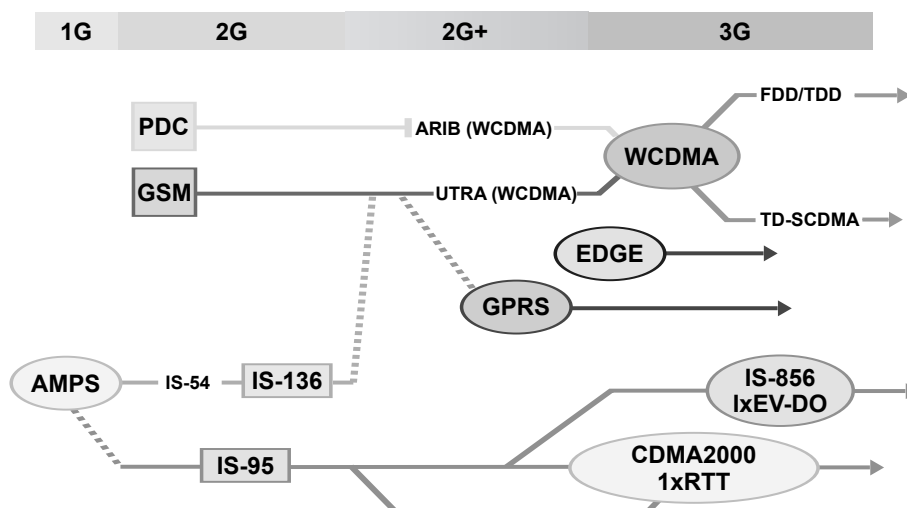 1G 2G 2G+ 3G
FDD/TDD
PDC ARIB (WCDMA)
WCDMA
GSM UTRA (WCDMA)
TD-SCDMA
EDGE
GPRS
AMPS IS-54 IS-136
IS-856
IxEV-DO
IS-95
CDMA2000
1xRTT